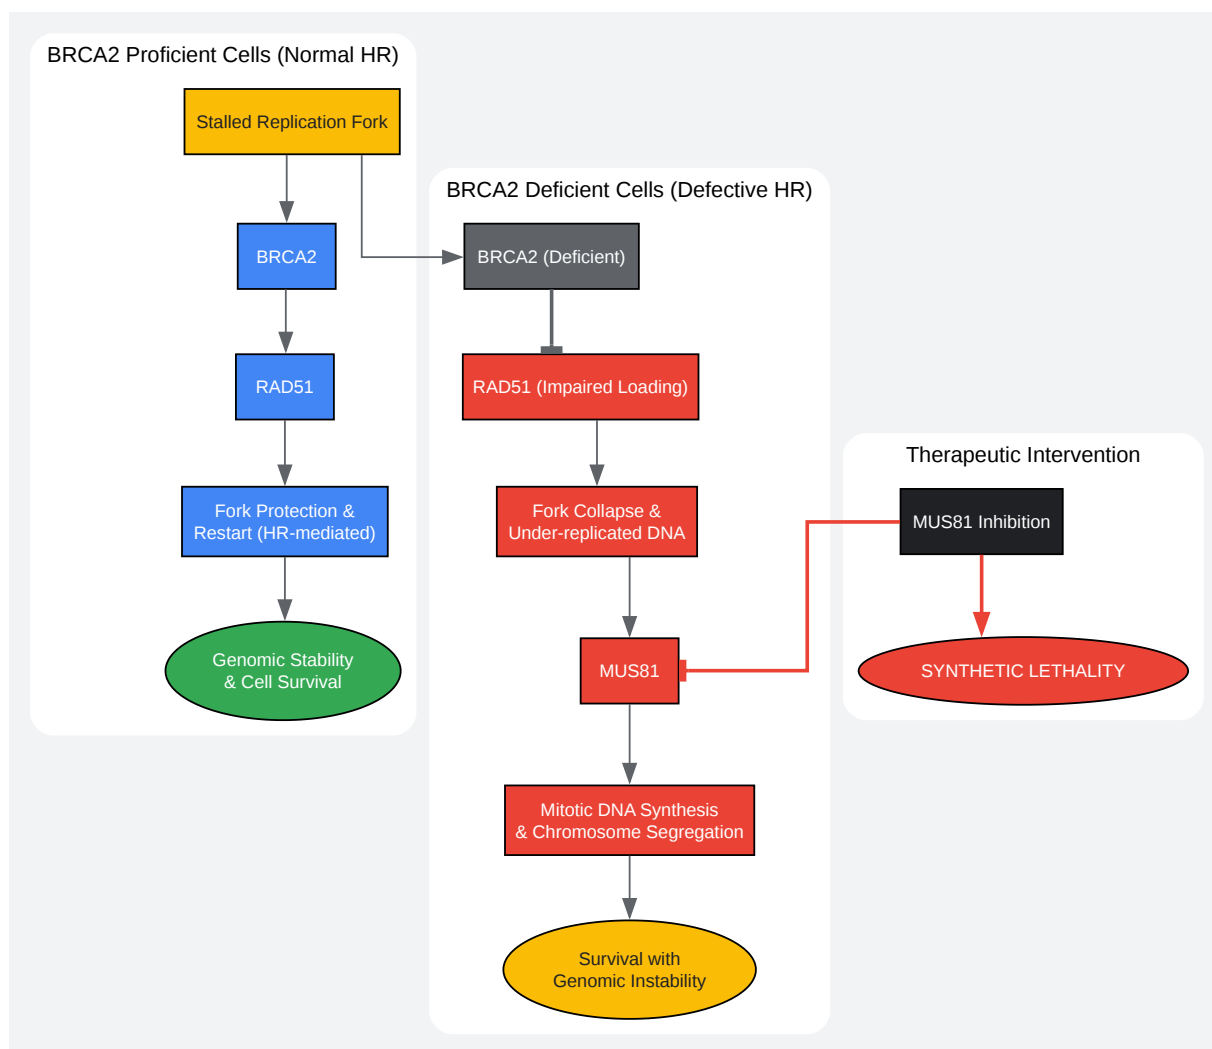 BRCA2 Proficient Cells (Normal HR)
Stalled Replication Fork
BRCA2
RAD51
Fork Protection &
Restart (HR-mediated)
Genomic Stability
& Cell Survival
BRCA2 Deficient Cells (Defective HR)
BRCA2 (Deficient)
RAD51 (Impaired Loading)
Fork Collapse &
Under-replicated DNA
MUS81
Mitotic DNA Synthesis
& Chromosome Segregation
Survival with
Genomic Instability
Therapeutic Intervention
MUS81 Inhibition
SYNTHETIC LETHALITY